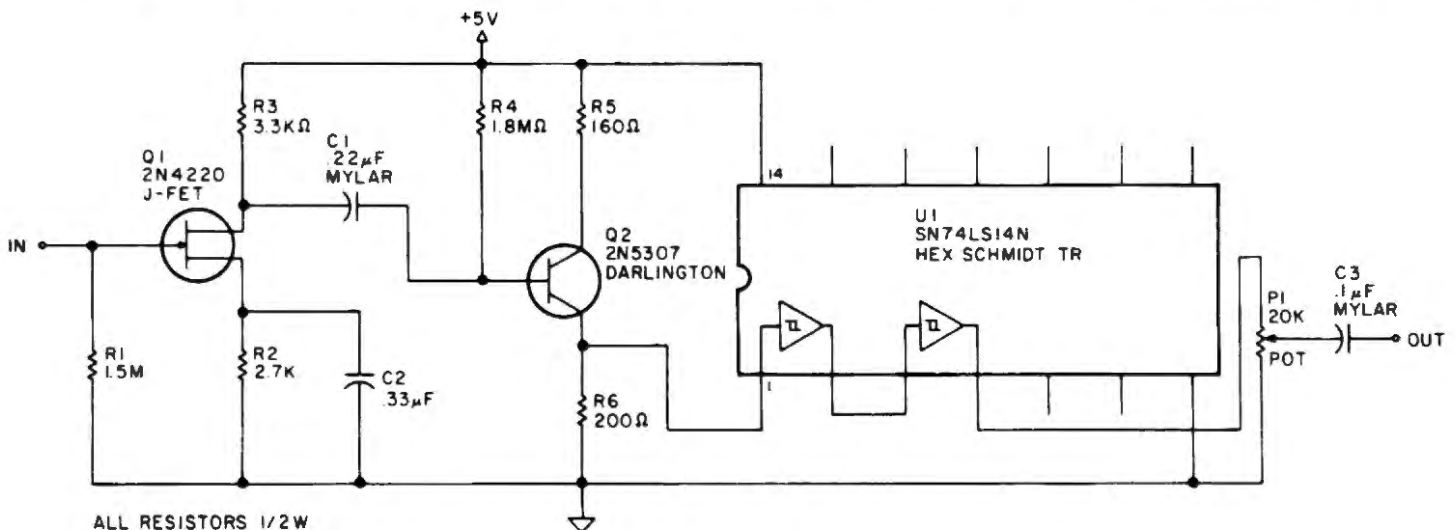 +5V
R3
3.3KΩ
R4
1.8MΩ
R5
160Ω
C1
.22µF
MYLAR
Q1
2N4220
J-FET
14
U1
SN74LS14N
HEX SCHMIDT TR
IN
Q2
2N5307
DARLINGTON
C3
.1µF
MYLAR
P1
20K
POT
OUT
R1
1.5M
R2
2.7K
C2
.33µF
1
R6
200Ω
ALL RESISTORS 1/2W